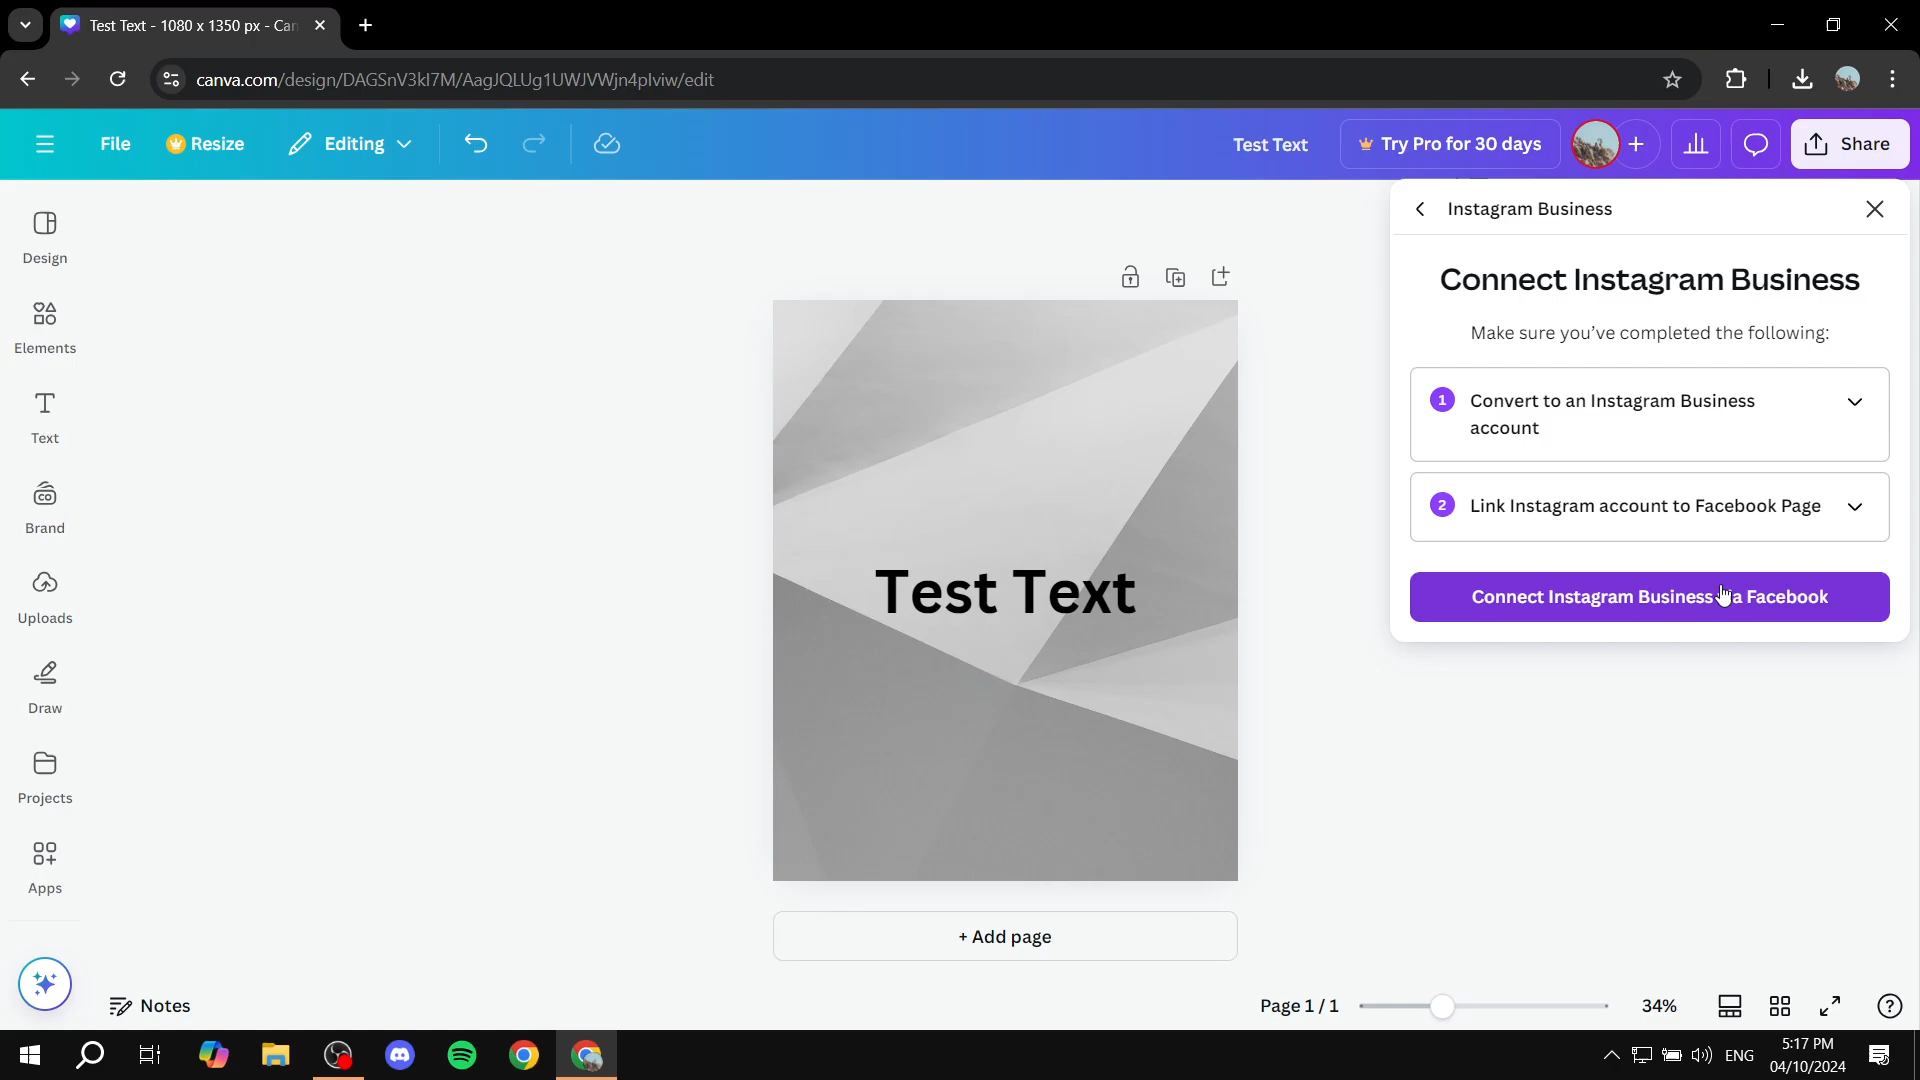 Test Text - 1080 x 1350 px - Can
canva.com/design/DAGSnV3kI7M/AagJQLUg1UWJVWjn4plviw/edit
File
Resize
Editing
Test Text
Try Pro for 30 days
Share
Design
Elements
Text
Brand
CO
Uploads
Draw
Projects
Apps
Test Text
+ Add page
Instagram Business
Connect Instagram Business
Make sure you've completed the following:
1 Convert to an Instagram Business
account
2 Link Instagram account to Facebook Page
Connect Instagram Business a Facebook
Notes
Page 1 / 1
34%
ENG
5:17 PM
04/10/2024